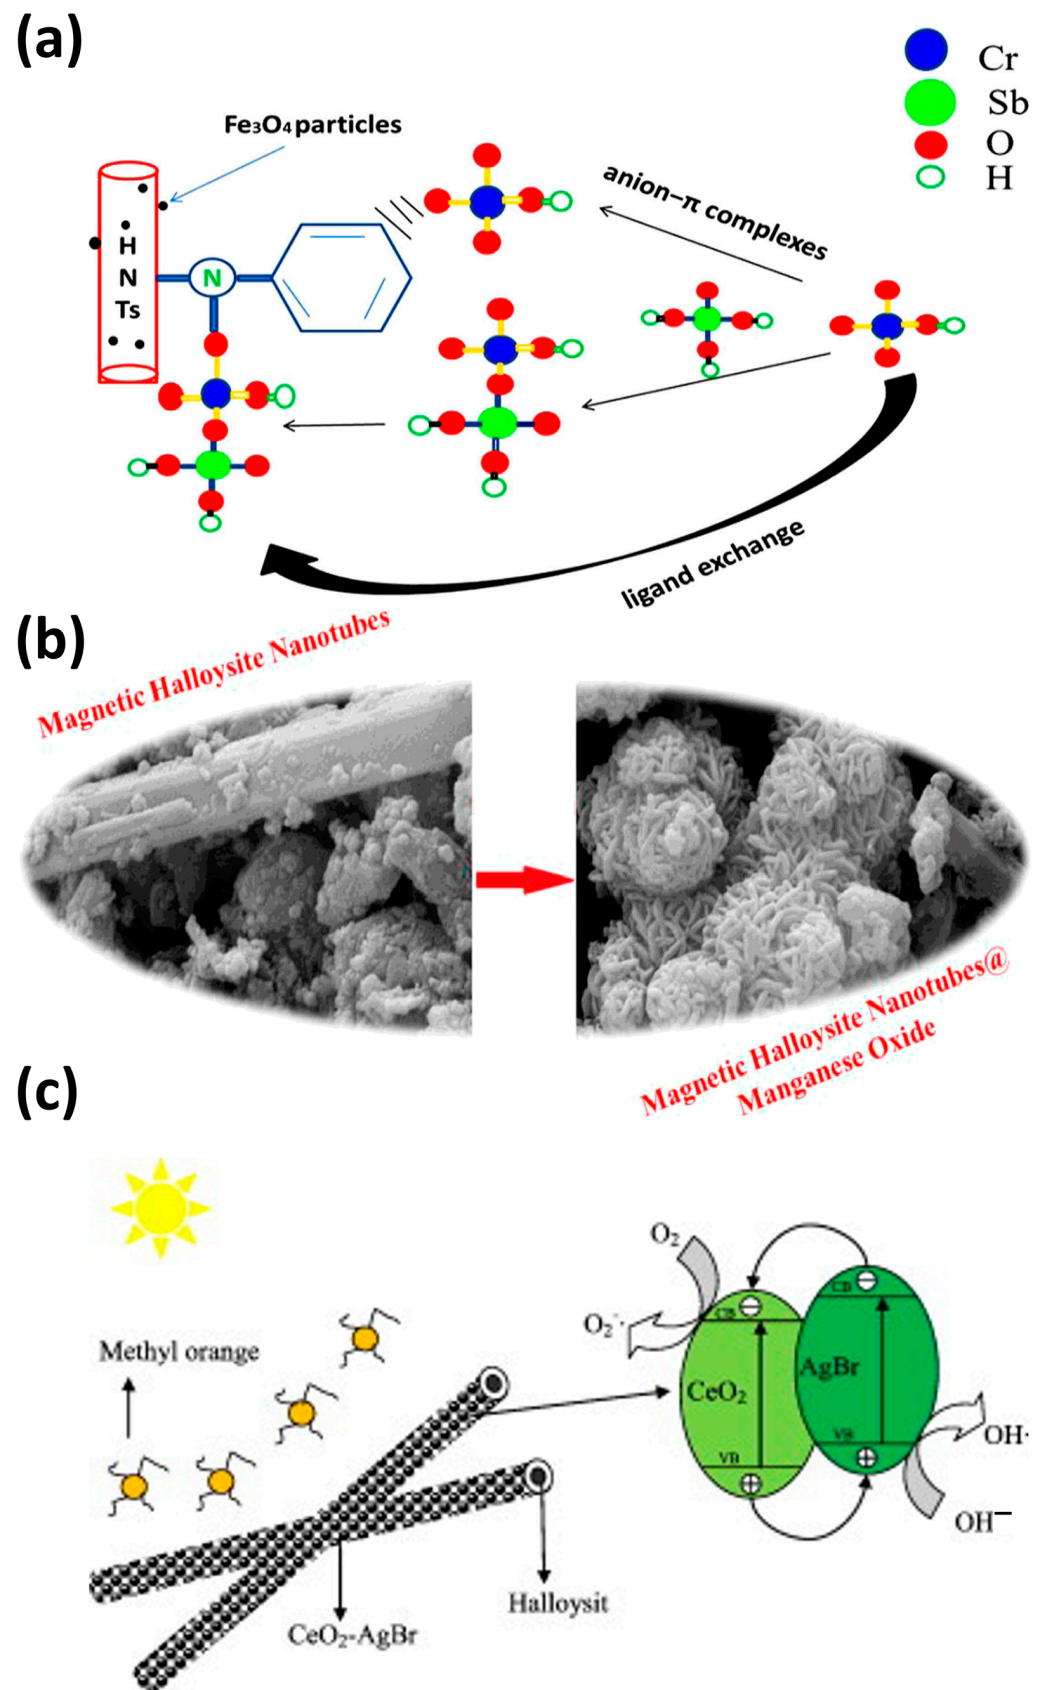 (a)
Cr
Sb
O
H
Fe₃O₄ particles
anion–π complexes
H
N
Ts
N
ligand exchange
(b)
Magnetic Halloysite Nanotubes
Magnetic Halloysite Nanotubes@
Manganese Oxide
(c)
O₂
CB
CB
O₂⁻·
Methyl orange
AgBr
CeO₂
VB
OH·
VB
OH⁻
Halloysit
CeO₂-AgBr